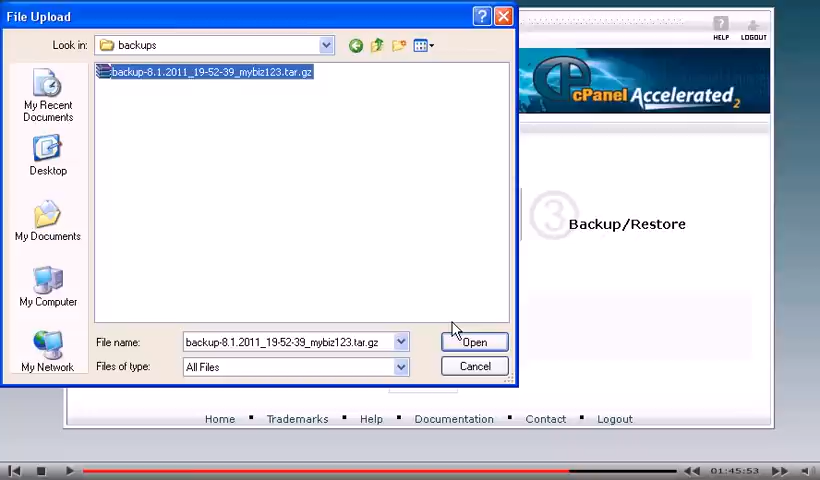 File Upload
Look in:
backups
backup-8.1.2011_19-52-39_mybiz123.tar.gz
My Recent
Documents
Desktop
My Documents
My Computer
My Network
File name:
backup-8.1.2011_19-52-39_mybiz123.tar.gz
Open
Files of type:
All Files
Cancel
HELP
LOGOUT
cPanel Accelerated2
3
Backup/Restore
Home ▪ Trademarks ▪ Help ▪ Documentation ▪ Contact ▪ Logout
01:45:53